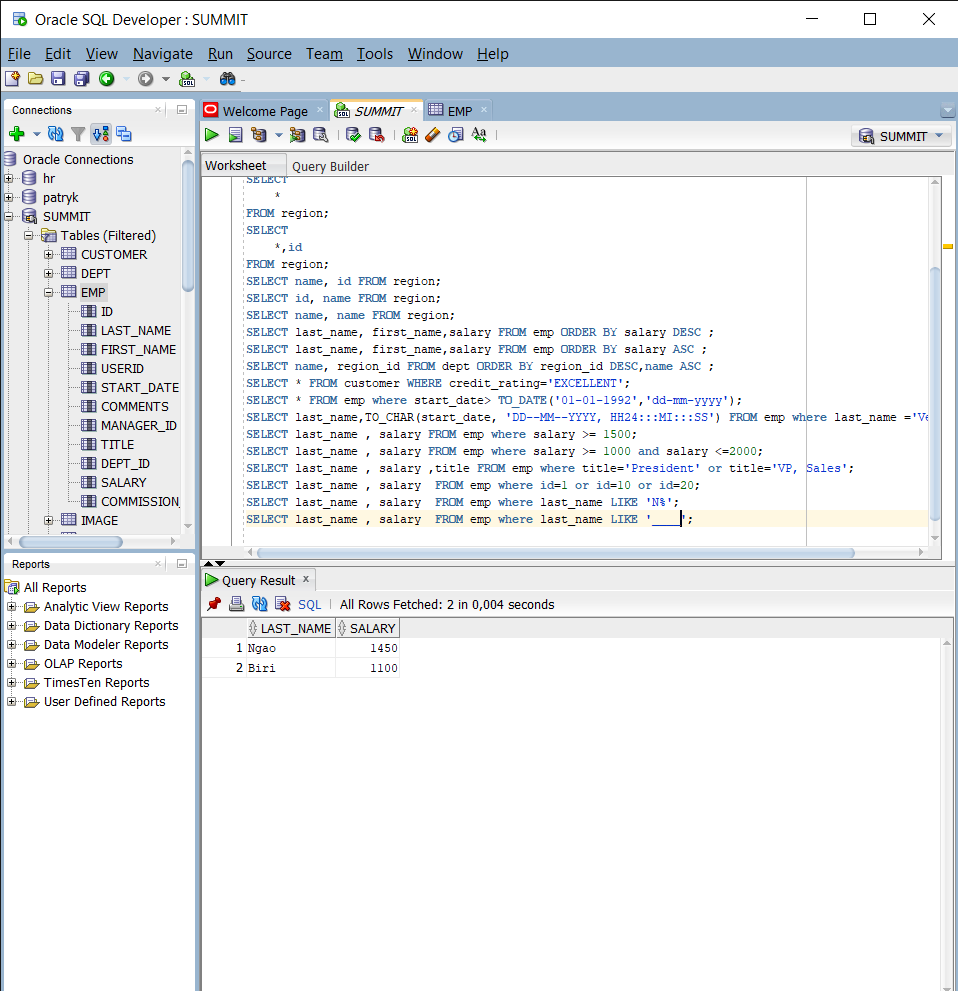 Oracle SQL Developer : SUMMIT
File Edit View Navigate Run Source Team Tools Window Help
Connections
Oracle Connections
hr
patryk
SUMMIT
Tables (Filtered)
CUSTOMER
DEPT
EMP
ID
LAST_NAME
FIRST_NAME
USERID
START_DATE
COMMENTS
MANAGER_ID
TITLE
DEPT_ID
SALARY
COMMISSION_
IMAGE
Reports
All Reports
Analytic View Reports
Data Dictionary Reports
Data Modeler Reports
OLAP Reports
TimesTen Reports
User Defined Reports
Welcome Page SUMMIT EMP
SUMMIT
Worksheet Query Builder
SELECT
*
FROM region;
SELECT
*,id
FROM region;
SELECT name, id FROM region;
SELECT id, name FROM region;
SELECT name, name FROM region;
SELECT last_name, first_name,salary FROM emp ORDER BY salary DESC ;
SELECT last_name, first_name,salary FROM emp ORDER BY salary ASC ;
SELECT name, region_id FROM dept ORDER BY region_id DESC,name ASC ;
SELECT * FROM customer WHERE credit_rating='EXCELLENT';
SELECT * FROM emp where start_date> TO_DATE('01-01-1992','dd-mm-yyyy');
SELECT last_name,TO_CHAR(start_date, 'DD--MM--YYYY, HH24:::MI:::SS') FROM emp where last_name ='Ve
SELECT last_name , salary FROM emp where salary >= 1500;
SELECT last_name , salary FROM emp where salary >= 1000 and salary <=2000;
SELECT last_name , salary ,title FROM emp where title='President' or title='VP, Sales';
SELECT last_name , salary  FROM emp where id=1 or id=10 or id=20;
SELECT last_name , salary  FROM emp where last_name LIKE 'N%';
SELECT last_name , salary  FROM emp where last_name LIKE '____';
Query Result
SQL | All Rows Fetched: 2 in 0,004 seconds
LAST_NAME SALARY
1 Ngao 1450
2 Biri 1100